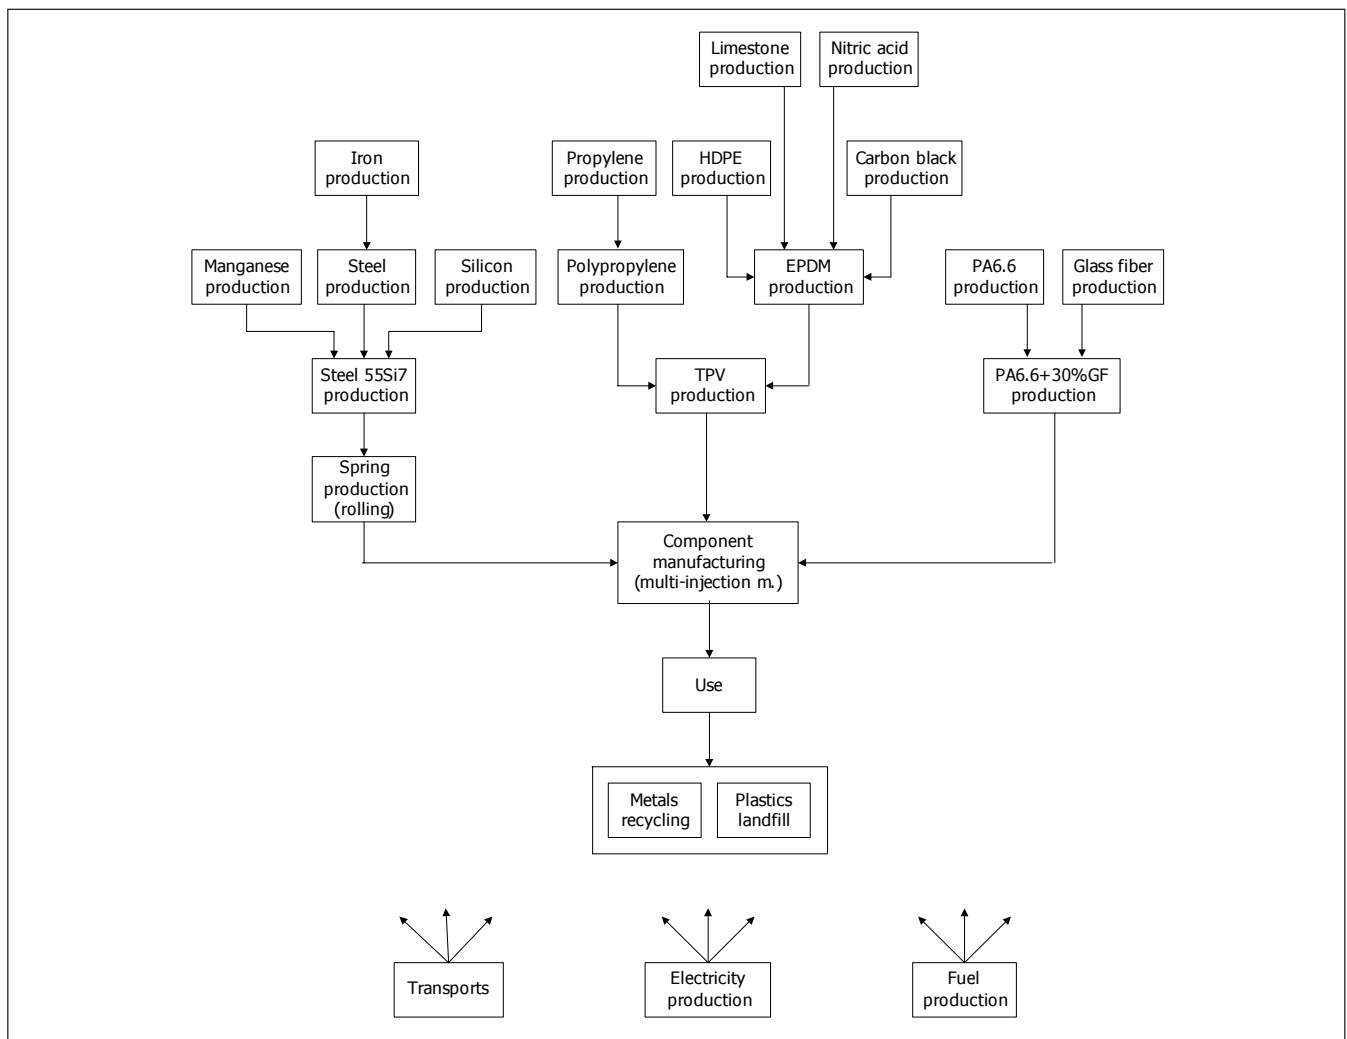 Limestone
production
Nitric acid
production
Iron
production
Propylene
production
HDPE
production
Carbon black
production
Manganese
production
Steel
production
Silicon
production
Polypropylene
production
EPDM
production
PA6.6
production
Glass fiber
production
Steel 55Si7
production
TPV
production
PA6.6+30%GF
production
Spring
production
(rolling)
Component
manufacturing
(multi-injection m.)
Use
Metals
recycling
Plastics
landfill
Transports
Electricity
production
Fuel
production